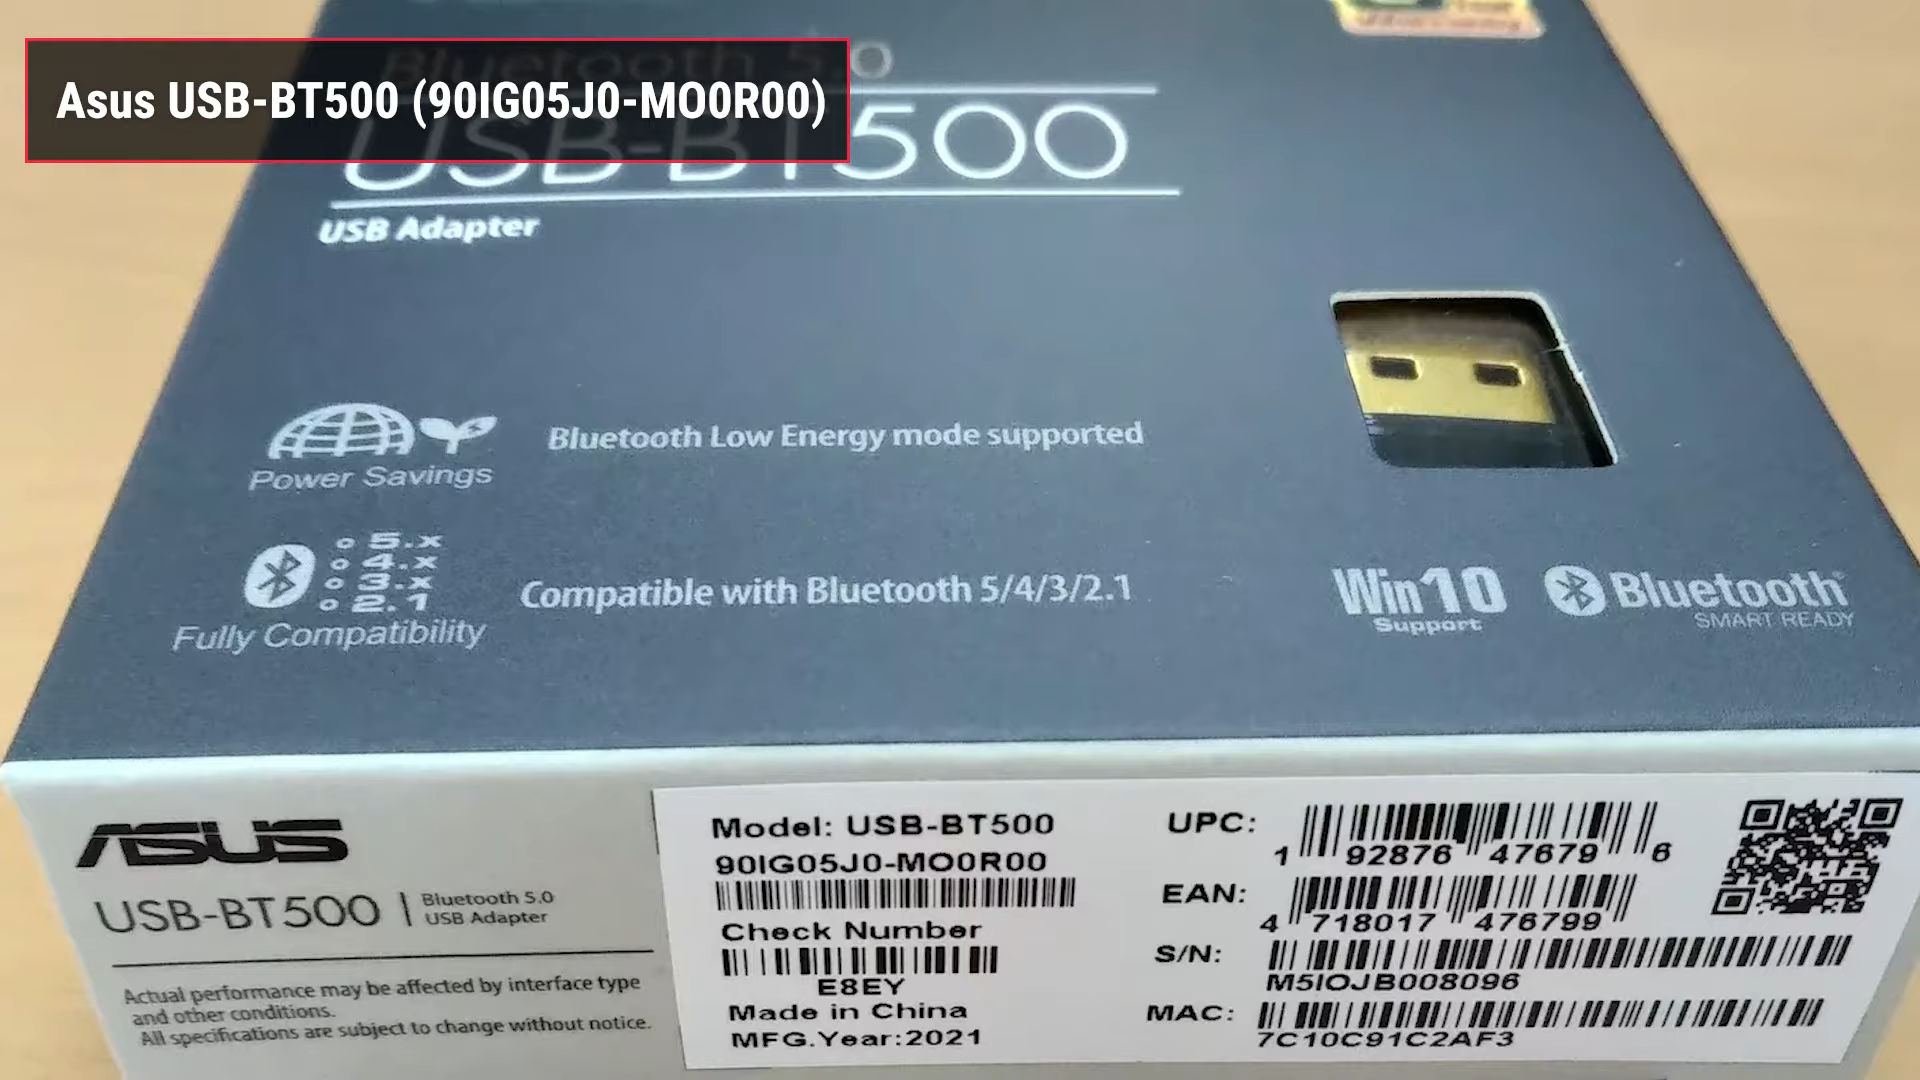 Asus USB-BT500 (90IG05J0-MO0R00)
Bluetooth 5.0
USB-BT500
USB Adapter
Power Savings
Bluetooth Low Energy mode supported
5.x
4.x
3.x
2.1
Fully Compatibility
Compatible with Bluetooth 5/4/3/2.1
Win10
Support
Bluetooth
SMART READY
ASUS
USB-BT500
Bluetooth 5.0
USB Adapter
Actual performance may be affected by interface type
and other conditions.
All specifications are subject to change without notice.
Model: USB-BT500
90IG05J0-MO0R00
Check Number
E8EY
Made in China
MFG.Year:2021
UPC:
1 92876 47679 6
EAN:
4 718017 476799
S/N:
M5IOJB008096
MAC:
7C10C91C2AF3